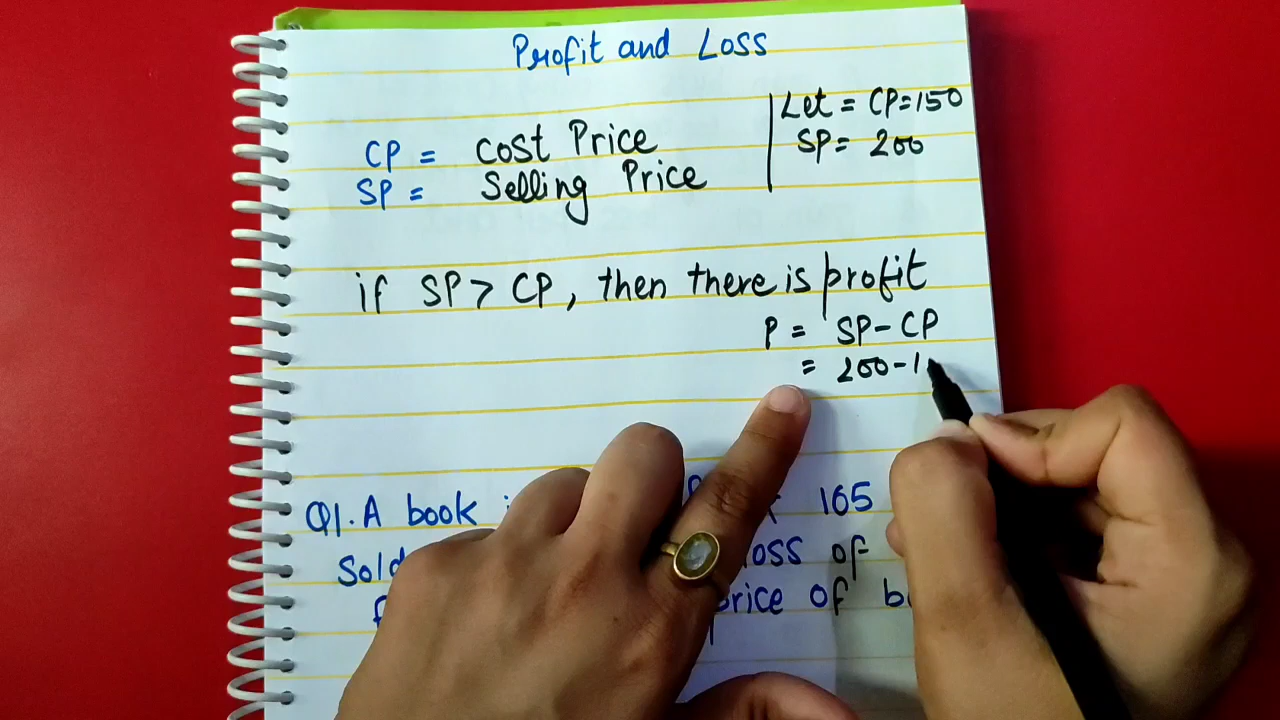 Profit and Loss
Let = CP=150
SP= 200
CP = Cost Price
SP = Selling Price
if SP > CP, then there is profit
P = SP - CP
= 200-1
Q1. A book 165
Sold loss of
price of